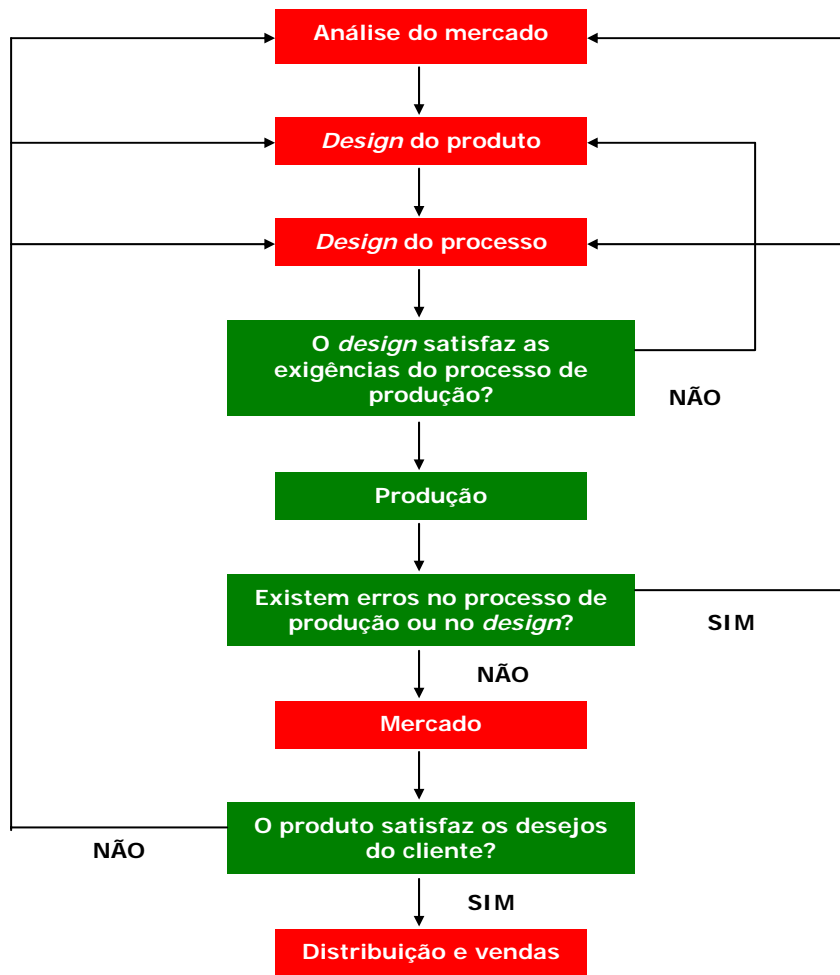 Análise do mercado
Design do produto
Design do processo
O design satisfaz as
exigências do processo de
produção?
NÃO
Produção
Existem erros no processo de
produção ou no design?
SIM
NÃO
Mercado
O produto satisfaz os desejos
do cliente?
NÃO
SIM
Distribuição e vendas